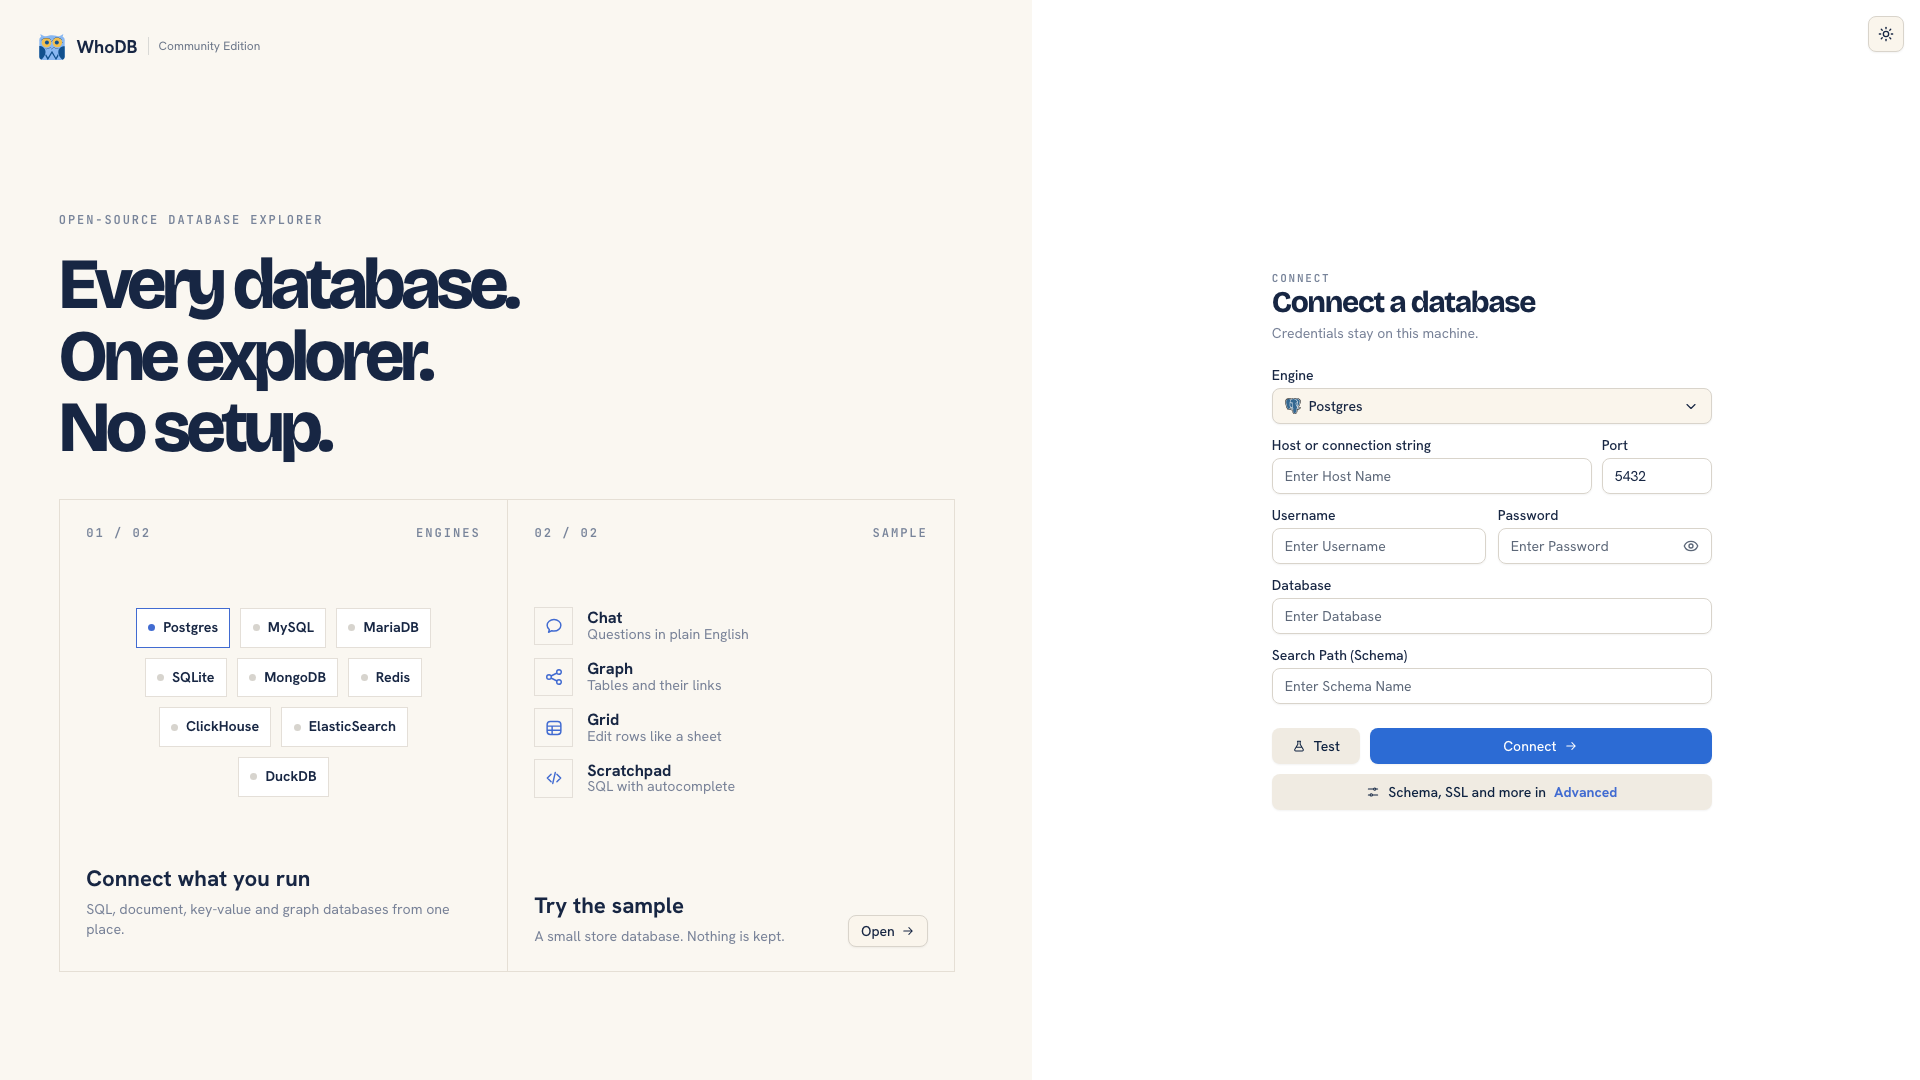 WhoDB
Community Edition
OPEN-SOURCE DATABASE EXPLORER
Every database.
One explorer.
No setup.
01 / 02
ENGINES
Postgres
MySQL
MariaDB
SQLite
MongoDB
Redis
ClickHouse
ElasticSearch
DuckDB
Connect what you run
SQL, document, key-value and graph databases from one
place.
02 / 02
SAMPLE
Chat
Questions in plain English
Graph
Tables and their links
Grid
Edit rows like a sheet
Scratchpad
SQL with autocomplete
Try the sample
A small store database. Nothing is kept.
Open
CONNECT
Connect a database
Credentials stay on this machine.
Engine
Postgres
Host or connection string
Port
Enter Host Name
5432
Username
Password
Enter Username
Enter Password
Database
Enter Database
Search Path (Schema)
Enter Schema Name
Test
Connect
Schema, SSL and more in Advanced